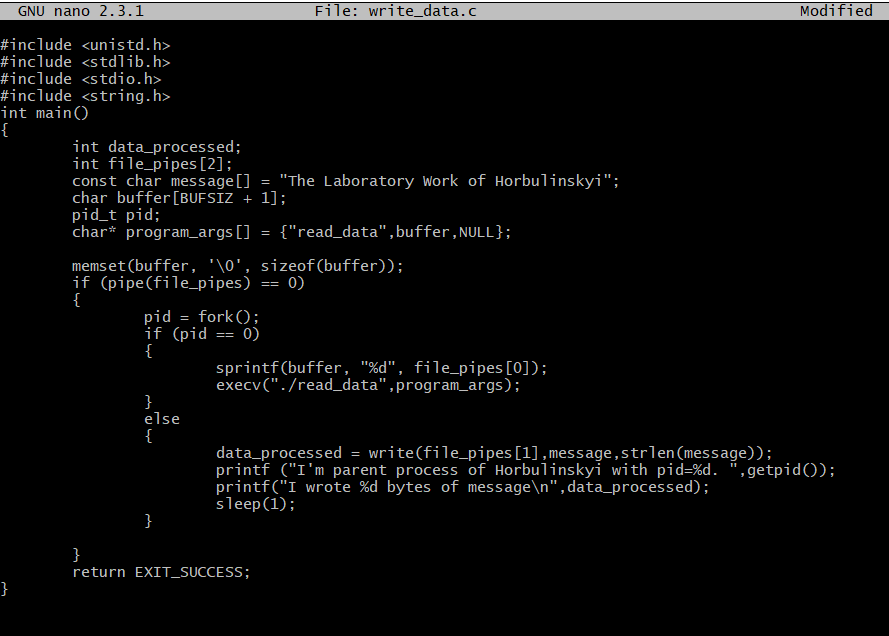 GNU nano 2.3.1 File: write_data.c Modified
#include <unistd.h>
#include <stdlib.h>
#include <stdio.h>
#include <string.h>
int main()
{
        int data_processed;
        int file_pipes[2];
        const char message[] = "The Laboratory Work of Horbulinskyi";
        char buffer[BUFSIZ + 1];
        pid_t pid;
        char* program_args[] = {"read_data",buffer,NULL};

        memset(buffer, '\0', sizeof(buffer));
        if (pipe(file_pipes) == 0)
        {
                pid = fork();
                if (pid == 0)
                {
                        sprintf(buffer, "%d", file_pipes[0]);
                        execv("./read_data",program_args);
                }
                else
                {
                        data_processed = write(file_pipes[1],message,strlen(message));
                        printf ("I'm parent process of Horbulinskyi with pid=%d. ",getpid());
                        printf("I wrote %d bytes of message\n",data_processed);
                        sleep(1);
                }

        }
        return EXIT_SUCCESS;
}